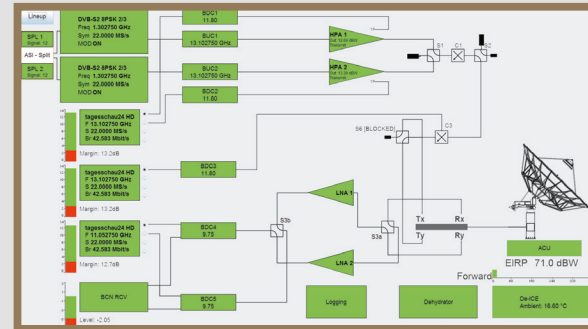 Lineup
SPL 1
ASI - Split
SPL 2
DVB-S2 8PSK 2/3
Freq 1.302750 GHz
Sym 22.0000 MS/s
MOD ON
DVB-S2 8PSK 2/3
Freq 1.302750 GHz
Sym 22.0000 MS/s
MOD ON
BDC1
11.80
BUC1
13.102750 GHz
BUC2
13.102750 GHz
BDC2
11.80
HPA 1
Transmit
HPA 2
Transmit
S1
C1
S2
tagesschau24 HD
F 13.102750 GHz
S 22.0000 MS/s
Br 42.583 Mbit/s
Margin: 13.2dB
tagesschau24 HD
F 13.102750 GHz
S 22.0000 MS/s
Br 42.583 Mbit/s
Margin: 13.2dB
tagesschau24 HD
F 11.052750 GHz
S 22.0000 MS/s
Br 42.583 Mbit/s
Margin: 12.7dB
BCN RCV
Level: -2.05
BDC3
11.80
BDC4
9.75
BDC5
9.75
S6 [BLOCKED]
C3
LNA 1
S3b
LNA 2
S3a
Tx
Rx
Ty
Ry
ACU
EIRP 71.0 dBW
Forward
Logging
Dehydrator
De-ICE
Ambient: 16.60 °C